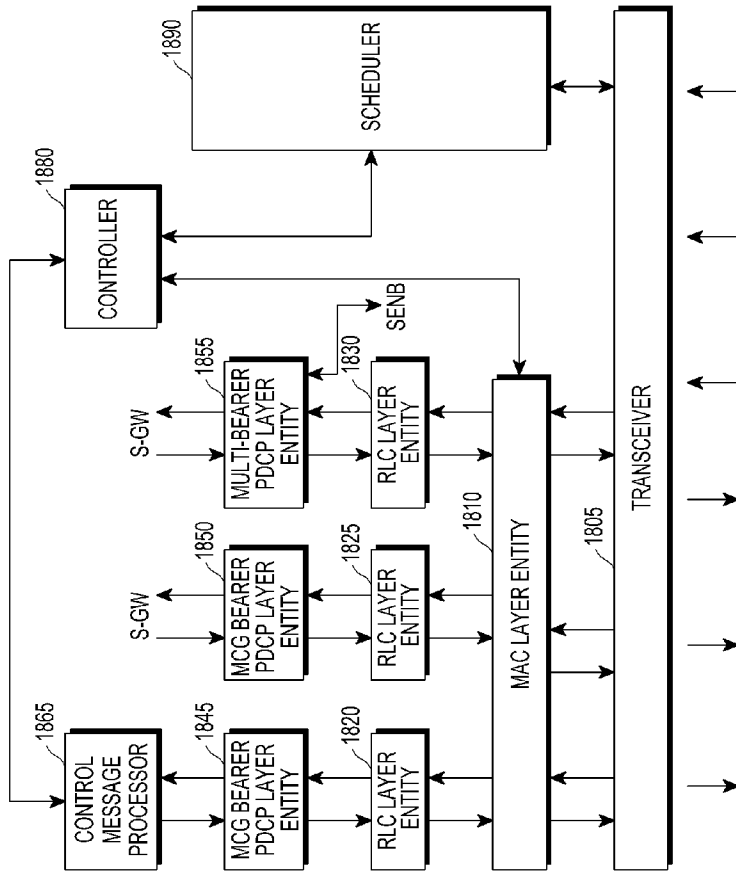 CONTROL
MESSAGE
PROCESSOR
1865
CONTROLLER
1880
SCHEDULER
1890
S-GW
S-GW
MCG BEARER
PDCP LAYER
ENTITY
1845
MCG BEARER
PDCP LAYER
ENTITY
1850
MULTI-BEARER
PDCP LAYER
ENTITY
1855
SENB
RLC LAYER
ENTITY
1820
RLC LAYER
ENTITY
1825
RLC LAYER
ENTITY
1830
MAC LAYER ENTITY
1810
TRANSCEIVER
1805